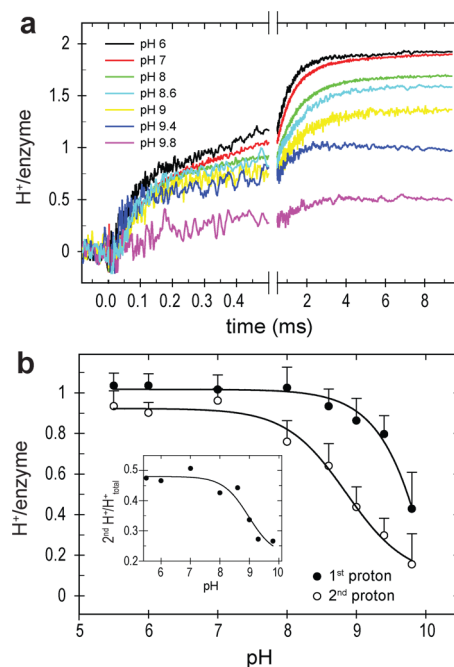 a
2
1.5
1
0.5
0
H⁺/enzyme
pH 6
pH 7
pH 8
pH 8.6
pH 9
pH 9.4
pH 9.8
0.0 0.1 0.2 0.3 0.4 2 4 6 8
time (ms)
b
1
0.8
0.6
0.4
0.2
0
H⁺/enzyme
0.5
0.4
0.3
0.2
2ⁿᵈ H⁺/H⁺total
6 7 8 9 10
pH
1ˢᵗ proton
2ⁿᵈ proton
5 6 7 8 9 10
pH